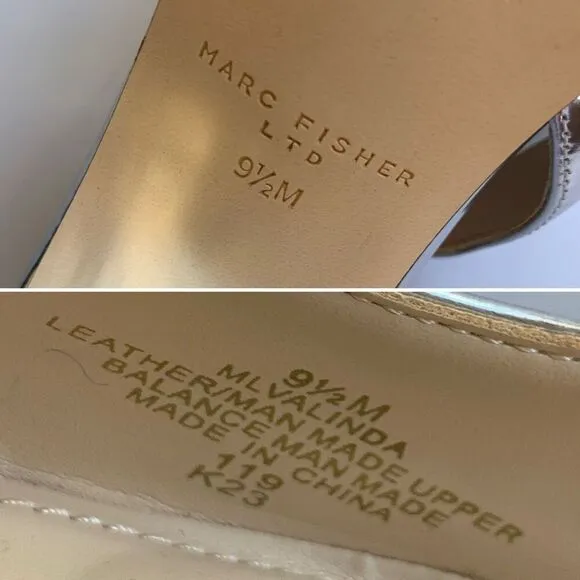 MARC FISHER
LTD
9½M
9½M
MLVALINDA
LEATHER/MAN MADE UPPER
BALANCE MAN MADE
MADE IN CHINA
119
K23